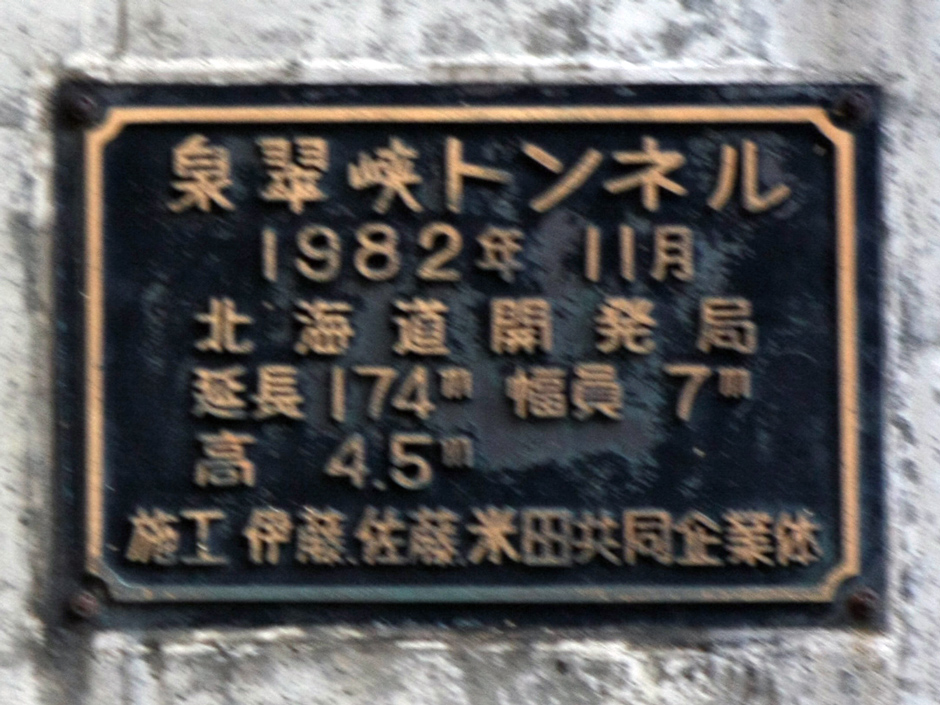 泉翠峡トンネル
1982年 11月
北海道開発局
延長 174m 幅員 7m
高 4.5m
施工 伊藤、佐藤、米田共同企業体